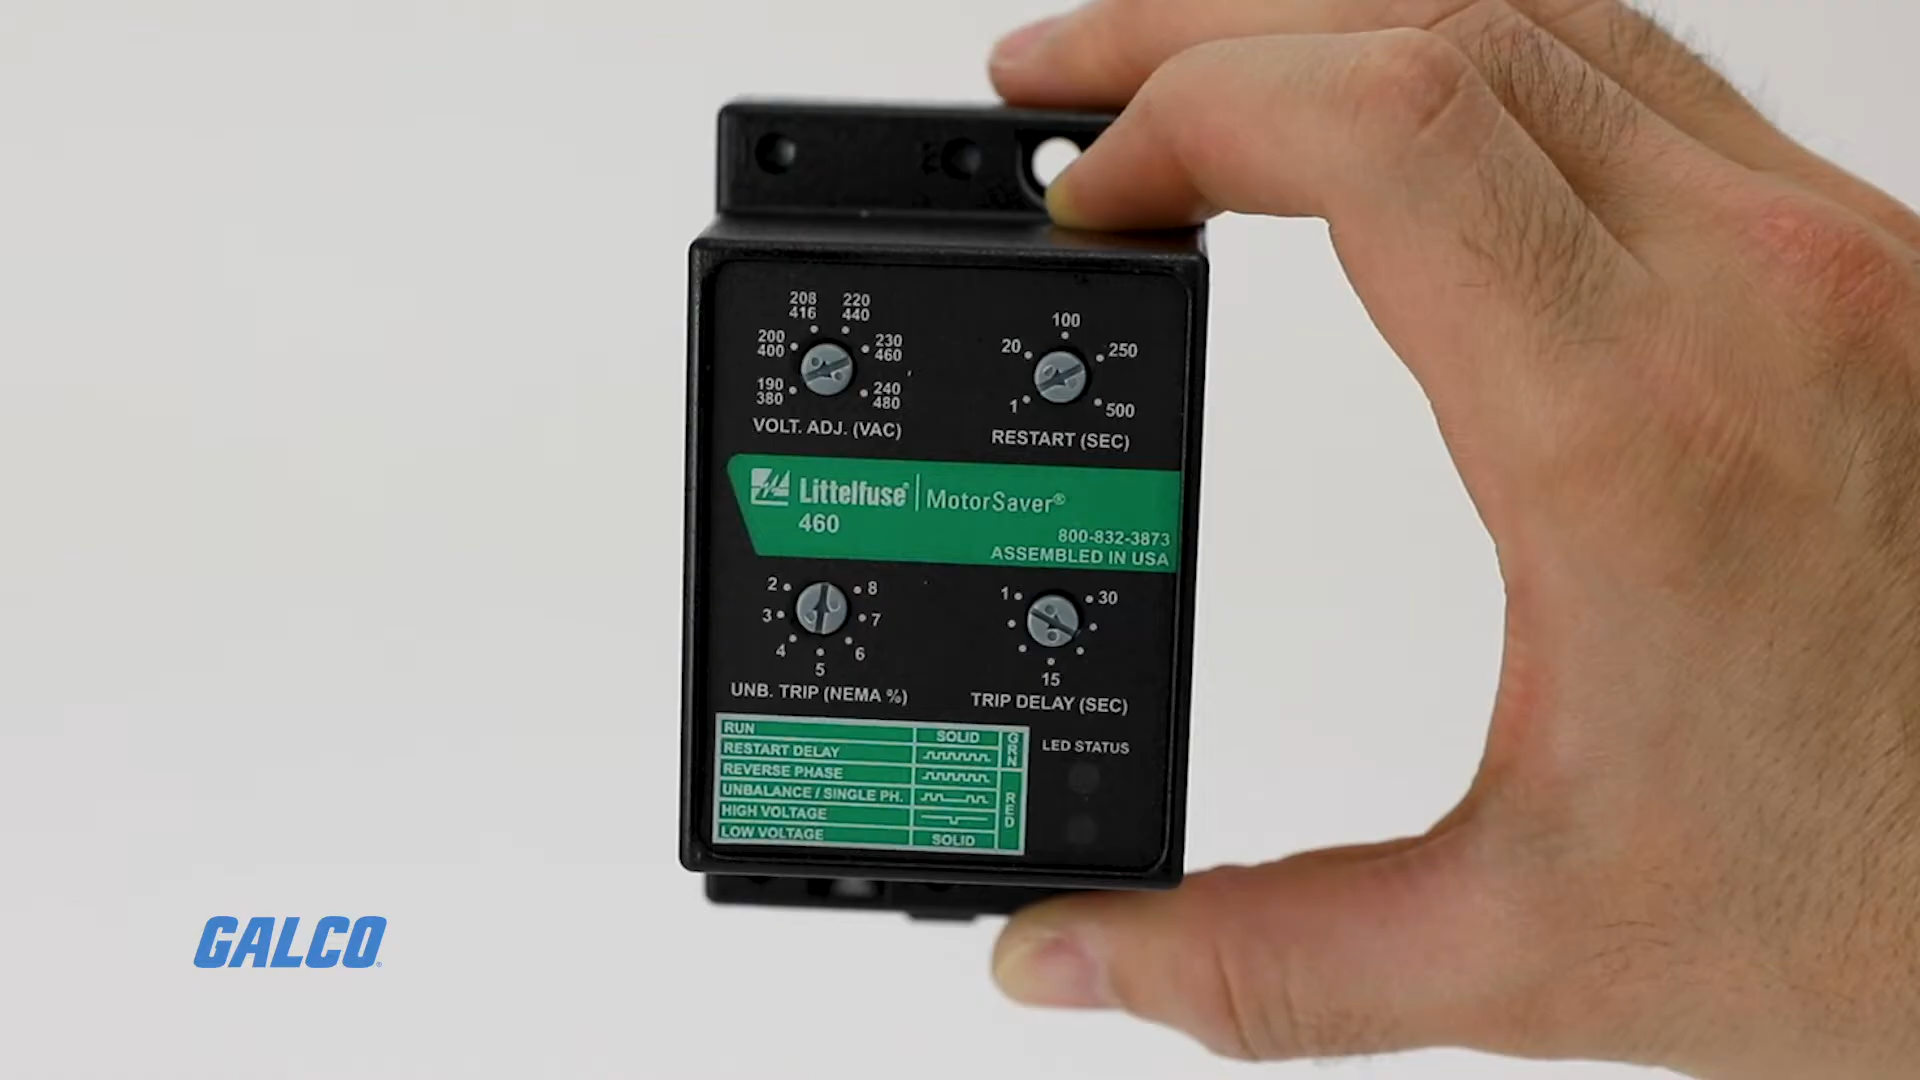 208 220
416 440
200 230
400 460
190 240
380 480
VOLT. ADJ. (VAC)
100
20 250
1 500
RESTART (SEC)
Littelfuse® MotorSaver®
460
800-832-3873
ASSEMBLED IN USA
2 8
3 7
4 6
5
UNB. TRIP (NEMA %)
1 30
15
TRIP DELAY (SEC)
RUN SOLID GRN
RESTART DELAY
REVERSE PHASE
UNBALANCE / SINGLE PH. RED
HIGH VOLTAGE
LOW VOLTAGE SOLID
LED STATUS
GALCO®